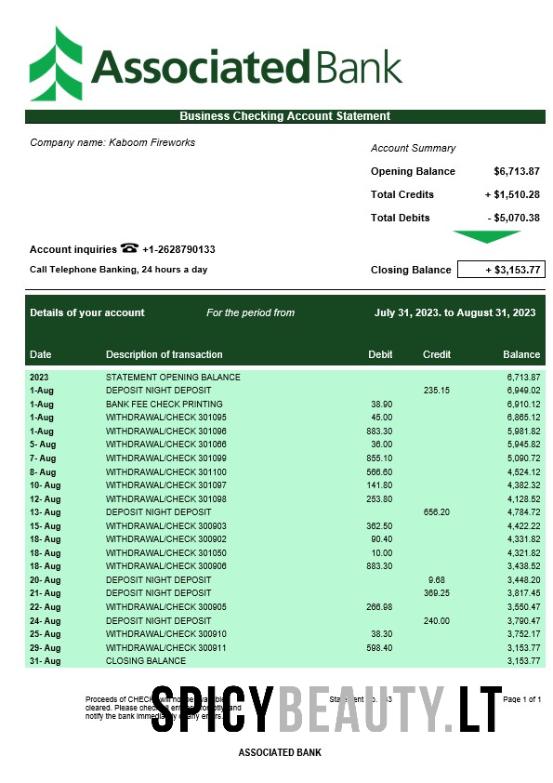 Associated Bank
Business Checking Account Statement
Company name: Kaboom Fireworks
Account Summary
Opening Balance $6,713.87
Total Credits + $1,510.28
Total Debits - $5,070.38
Account inquiries ☎ +1-2628790133
Call Telephone Banking, 24 hours a day
Closing Balance + $3,153.77
Details of your account For the period from July 31, 2023. to August 31, 2023
Date Description of transaction Debit Credit Balance
2023 STATEMENT OPENING BALANCE 6,713.87
1-Aug DEPOSIT NIGHT DEPOSIT 235.15 6,949.02
1-Aug BANK FEE CHECK PRINTING 38.90 6,910.12
1-Aug WITHDRAWAL/CHECK 301095 45.00 6,865.12
1-Aug WITHDRAWAL/CHECK 301096 883.30 5,981.82
5- Aug WITHDRAWAL/CHECK 301066 36.00 5,945.82
7- Aug WITHDRAWAL/CHECK 301099 855.10 5,090.72
8- Aug WITHDRAWAL/CHECK 301100 566.60 4,524.12
10- Aug WITHDRAWAL/CHECK 301097 141.80 4,382.32
12- Aug WITHDRAWAL/CHECK 301098 253.80 4,128.52
13- Aug DEPOSIT NIGHT DEPOSIT 656.20 4,784.72
15- Aug WITHDRAWAL/CHECK 300903 362.50 4,422.22
18- Aug WITHDRAWAL/CHECK 300902 90.40 4,331.82
18- Aug WITHDRAWAL/CHECK 301050 10.00 4,321.82
18- Aug WITHDRAWAL/CHECK 300906 883.30 3,438.52
20- Aug DEPOSIT NIGHT DEPOSIT 9.68 3,448.20
21- Aug DEPOSIT NIGHT DEPOSIT 369.25 3,817.45
22- Aug WITHDRAWAL/CHECK 300905 266.98 3,550.47
24- Aug DEPOSIT NIGHT DEPOSIT 240.00 3,790.47
25- Aug WITHDRAWAL/CHECK 300910 38.30 3,752.17
29- Aug WITHDRAWAL/CHECK 300911 598.40 3,153.77
31- Aug CLOSING BALANCE 3,153.77
Proceeds of will not be Page 1 of 1
cleared. Please
notify the bank
SPICYBEAUTY.LT
ASSOCIATED BANK